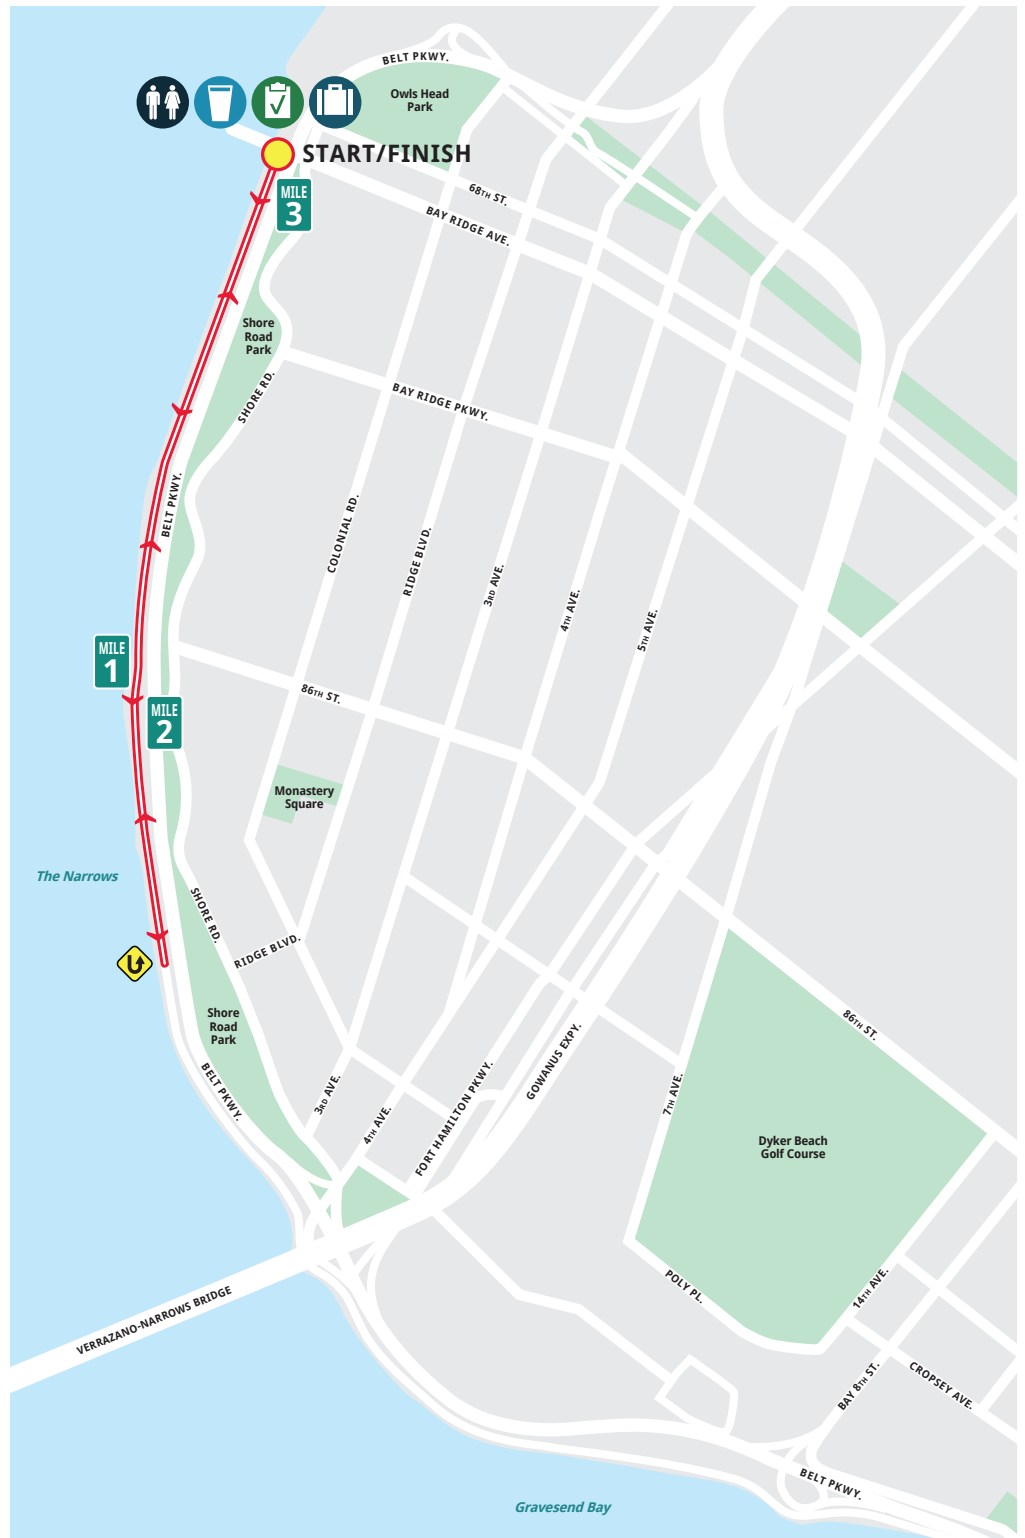 BELT PKWY.
Owls Head
Park
START/FINISH
MILE
3
68TH ST.
BAY RIDGE AVE.
Shore
Road
Park
SHORE RD.
BAY RIDGE PKWY.
BELT PKWY.
COLONIAL RD.
RIDGE BLVD.
3RD AVE.
4TH AVE.
5TH AVE.
MILE
1
MILE
2
86TH ST.
Monastery
Square
The Narrows
SHORE RD.
RIDGE BLVD.
Shore
Road
Park
86TH ST.
BELT PKWY.
3RD AVE.
4TH AVE.
FORT HAMILTON PKWY.
GOWANUS EXPY.
7TH AVE.
Dyker Beach
Golf Course
POLY PL.
14TH AVE.
VERRAZANO-NARROWS BRIDGE
BAY 8TH ST.
CROPSEY AVE.
BELT PKWY.
Gravesend Bay